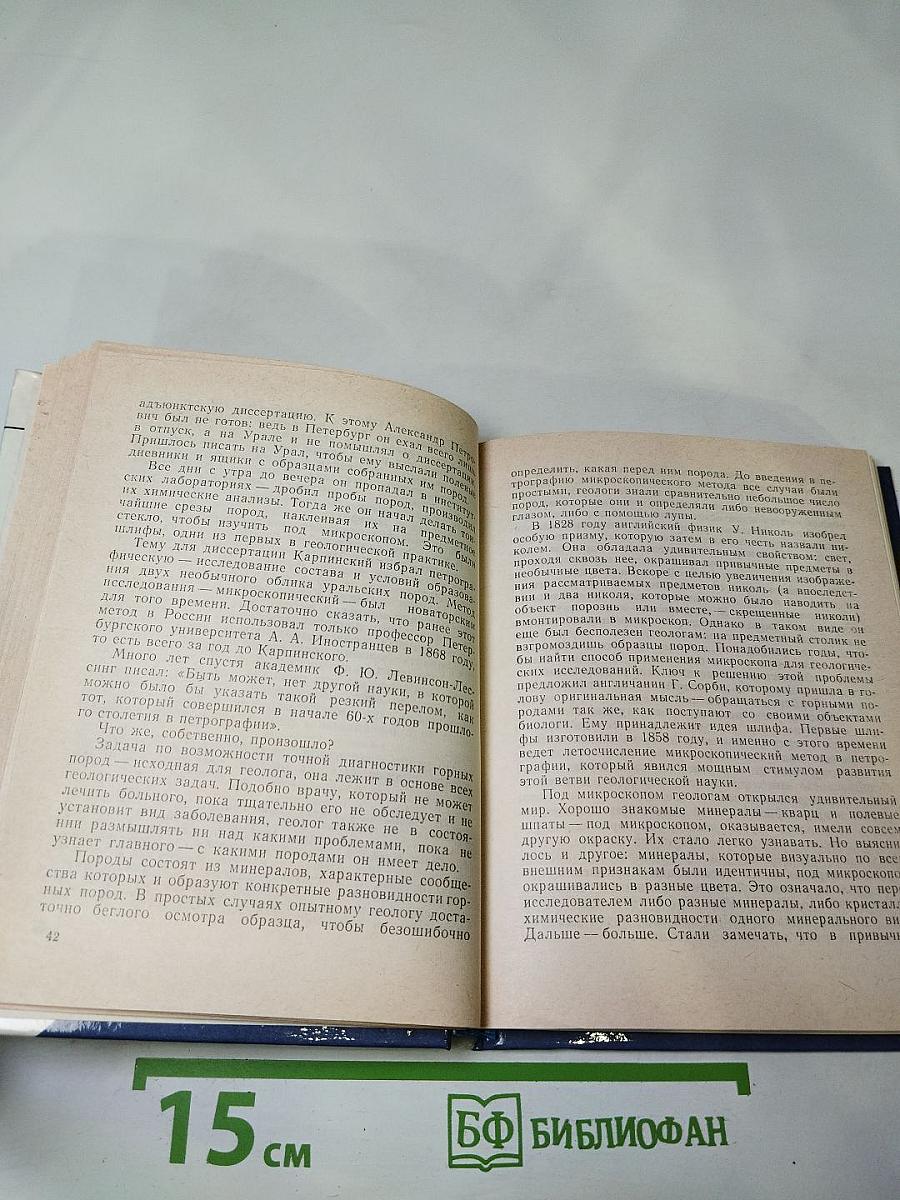 адъюнктскую диссертацию. К этому Александр Петро-
вич был не готов: ведь в Петербург он ехал всего лишь
в отпуск, а на Урале и не помышлял о диссертации.
Пришлось писать на Урал, чтобы ему выслали полевые
дневники и ящики с образцами собранных им пород.
Все дни с утра до вечера он пропадал в институт-
ских лабораториях — дробил пробы пород, производил
их химические анализы. Тогда же он начал делать тон-
чайшие срезы пород, наклеивая их на предметное
стекло, чтобы изучить под микроскопом. Это были
шлифы, одни из первых в геологической практике.
Тему для диссертации Карпинский избрал петрогра-
фическую — исследование состава и условий образова-
ния двух необычного облика уральских пород. Метод
исследования — микроскопический — был новаторским
для того времени. Достаточно сказать, что ранее этот
метод в России использовал только профессор Петер-
бургского университета А. А. Иностранцев в 1868 году,
то есть всего за год до Карпинского.
Много лет спустя академик Ф. Ю. Левинсон-Лес-
синг писал: «Быть может, нет другой науки, в которой
можно было бы указать такой резкий перелом, как
тот, который совершился в начале 60-х годов прошло-
го столетия в петрографии».
Что же, собственно, произошло?
Задача по возможности точной диагностики горных
пород — исходная для геолога, она лежит в основе всех
геологических задач. Подобно врачу, который не может
лечить больного, пока тщательно его не обследует и не
установит вид заболевания, геолог также не в состоя-
нии размышлять ни над какими проблемами, пока не
узнает главного — с какими породами он имеет дело.
Породы состоят из минералов, характерные сообще-
ства которых и образуют конкретные разновидности гор-
ных пород. В простых случаях опытному геологу доста-
точно беглого осмотра образца, чтобы безошибочно
42
определить, какая перед ним порода. До введения в пе-
трографию микроскопического метода все случаи были
простыми, геологи знали сравнительно небольшое число
пород, которые они и определяли либо невооруженным
глазом, либо с помощью лупы.
В 1828 году английский физик У. Николь изобрел
особую призму, которую затем в его честь назвали ни-
колем. Она обладала удивительным свойством: свет,
проходя сквозь нее, окрашивал привычные предметы в
необычные цвета. Вскоре с целью увеличения изображе-
ния рассматриваемых предметов николь (а впоследст-
вии и два николя, которые можно было наводить на
объект порознь или вместе, — скрещенные николи)
вмонтировали в микроскоп. Однако в таком виде он
еще был бесполезен геологам: на предметный столик не
взгромоздишь образцы пород. Понадобились годы, что-
бы найти способ применения микроскопа для геологиче-
ских исследований. Ключ к решению этой проблемы
предложил англичанин Г. Сорби, которому пришла в го-
лову оригинальная мысль — обращаться с горными по-
родами так же, как поступают со своими объектами
биологи. Ему принадлежит идея шлифа. Первые шли-
фы изготовили в 1858 году, и именно с этого времени
ведет летосчисление микроскопический метод в петро-
графии, который явился мощным стимулом развития
этой ветви геологической науки.
Под микроскопом геологам открылся удивительный
мир. Хорошо знакомые минералы — кварц и полевые
шпаты — под микроскопом, оказывается, имели совсем
другую окраску. Их стало легко узнавать. Но выясни
лось и другое: минералы, которые визуально по всем
внешним признакам были идентичны, под микроскопо
окрашивались в разные цвета. Это означало, что пере
исследователем либо разные минералы, либо кристалл
химические разновидности одного минерального ви
Дальше — больше. Стали замечать, что в привычн
15 см
БФ БИБЛИОФАН